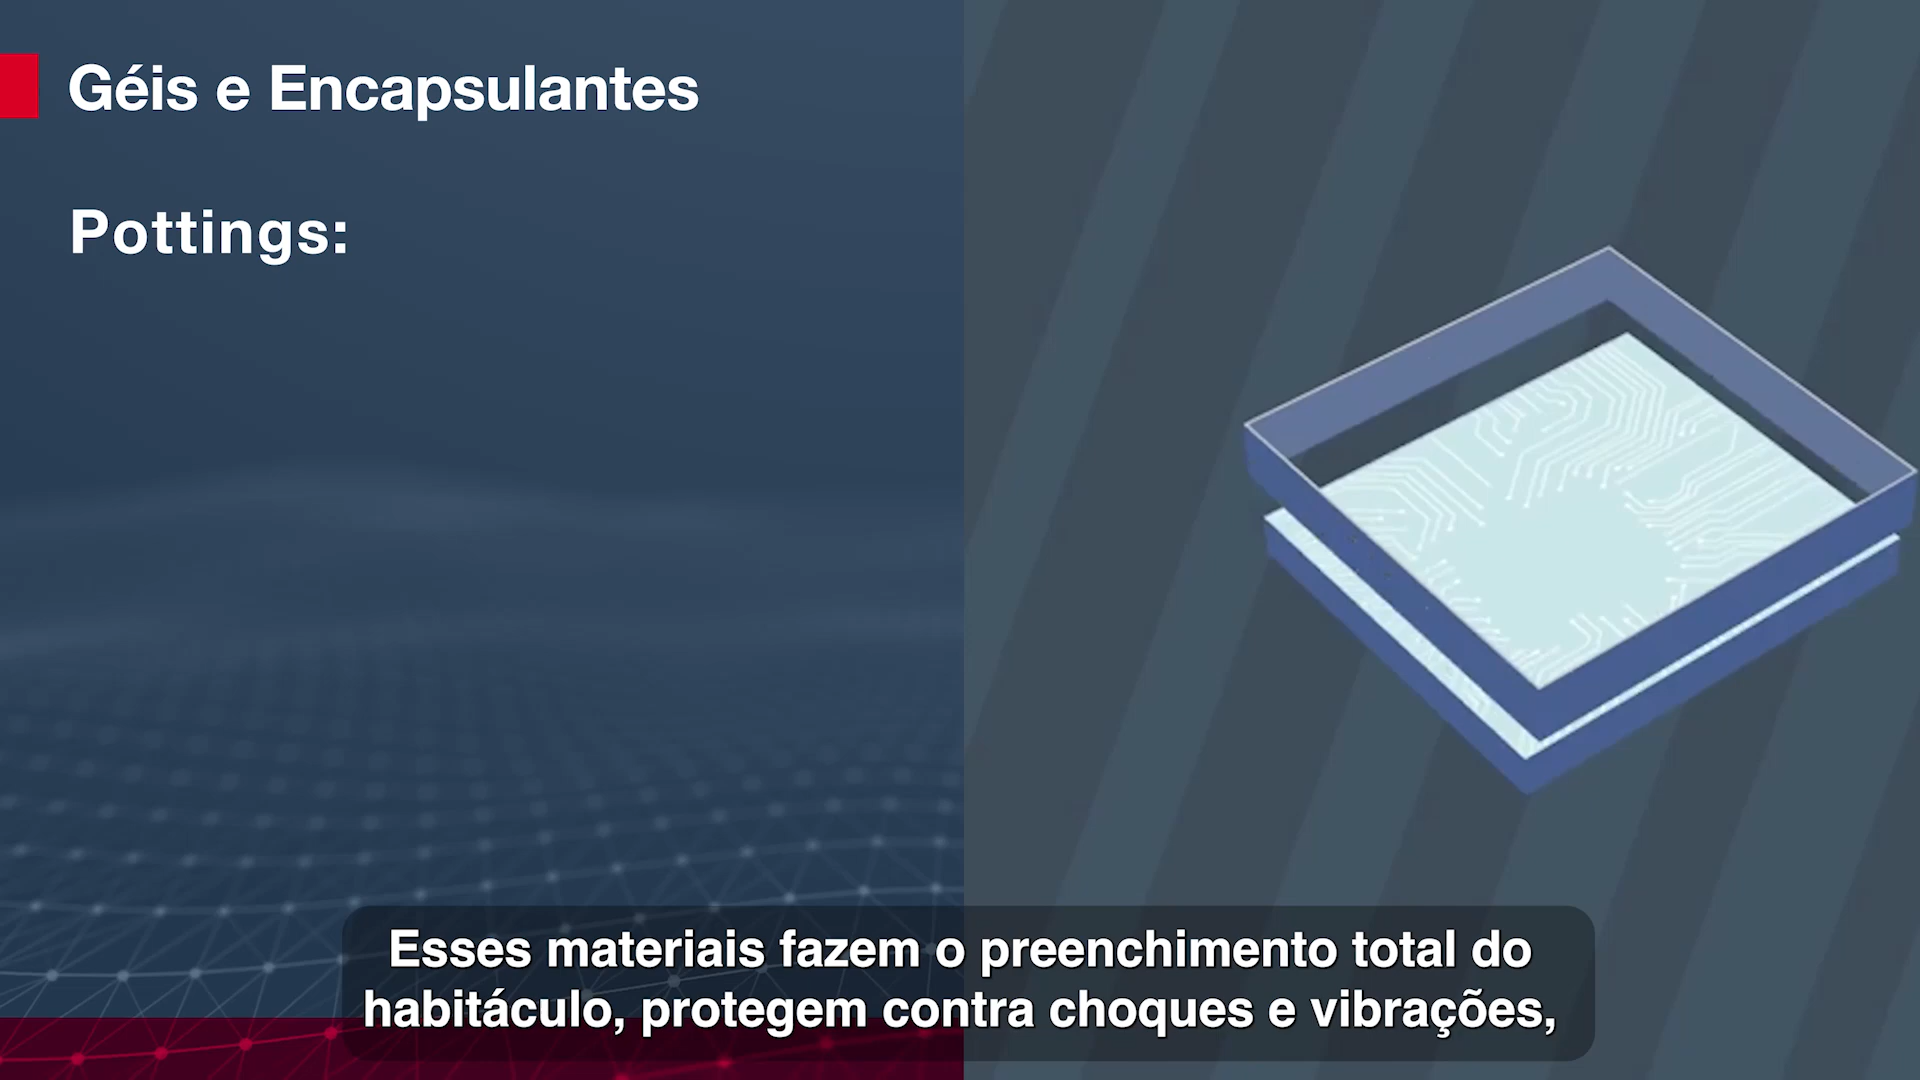 Géis e Encapsulantes
Pottings:
Esses materiais fazem o preenchimento total do
habitáculo, protegem contra choques e vibrações,